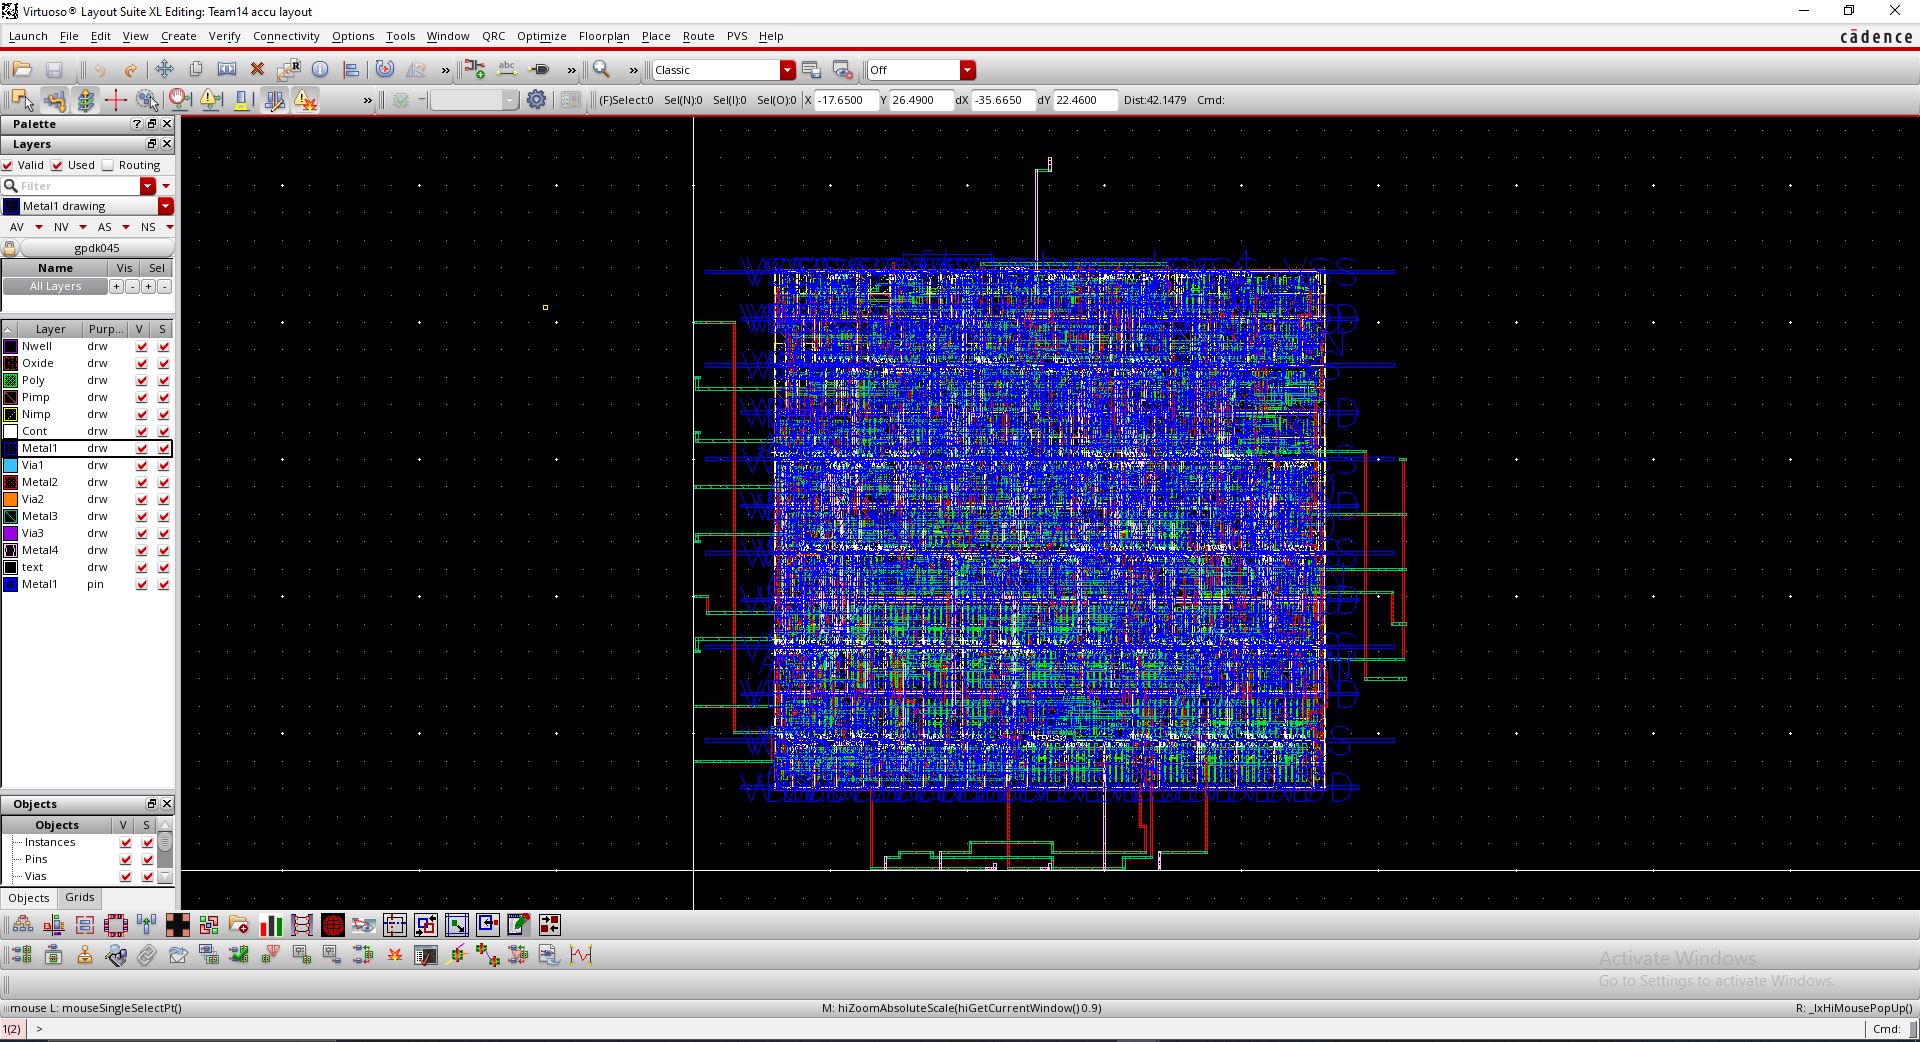 Virtuoso® Layout Suite XL Editing: Team14 accu layout
Launch File Edit View Create Verify Connectivity Options Tools Window QRC Optimize Floorplan Place Route PVS Help cādence
abc R » » » Classic Off
» (F)Select:0 Sel(N):0 Sel(I):0 Sel(O):0 X -17.6500 Y 26.4900 dX -35.6650 dY 22.4600 Dist:42.1479 Cmd:
Palette
Layers
Valid Used Routing
Filter
Metal1 drawing
AV NV AS NS
gpdk045
Name Vis Sel
All Layers + - + -
Layer Purp... V S
Nwell drw
Oxide drw
Poly drw
Pimp drw
Nimp drw
Cont drw
Metal1 drw
Via1 drw
Metal2 drw
Via2 drw
Metal3 drw
Via3 drw
Metal4 drw
text drw
Metal1 pin
Objects
Objects V S
Instances
Pins
Vias
Objects Grids
Activate Windows
Go to Settings to activate Windows.
mouse L: mouseSingleSelectPt() M: hiZoomAbsoluteScale(hiGetCurrentWindow() 0.9) R: _lxHiMousePopUp()
1(2) > Cmd: